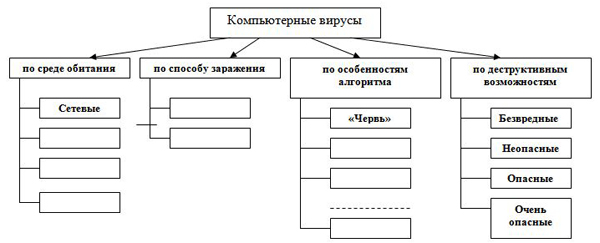 Компьютерные вирусы
по среде обитания
по способу заражения
по особенностям
алгоритма
по деструктивным
возможностям
Сетевые
«Червь»
Безвредные
Неопасные
Опасные
Очень
опасные